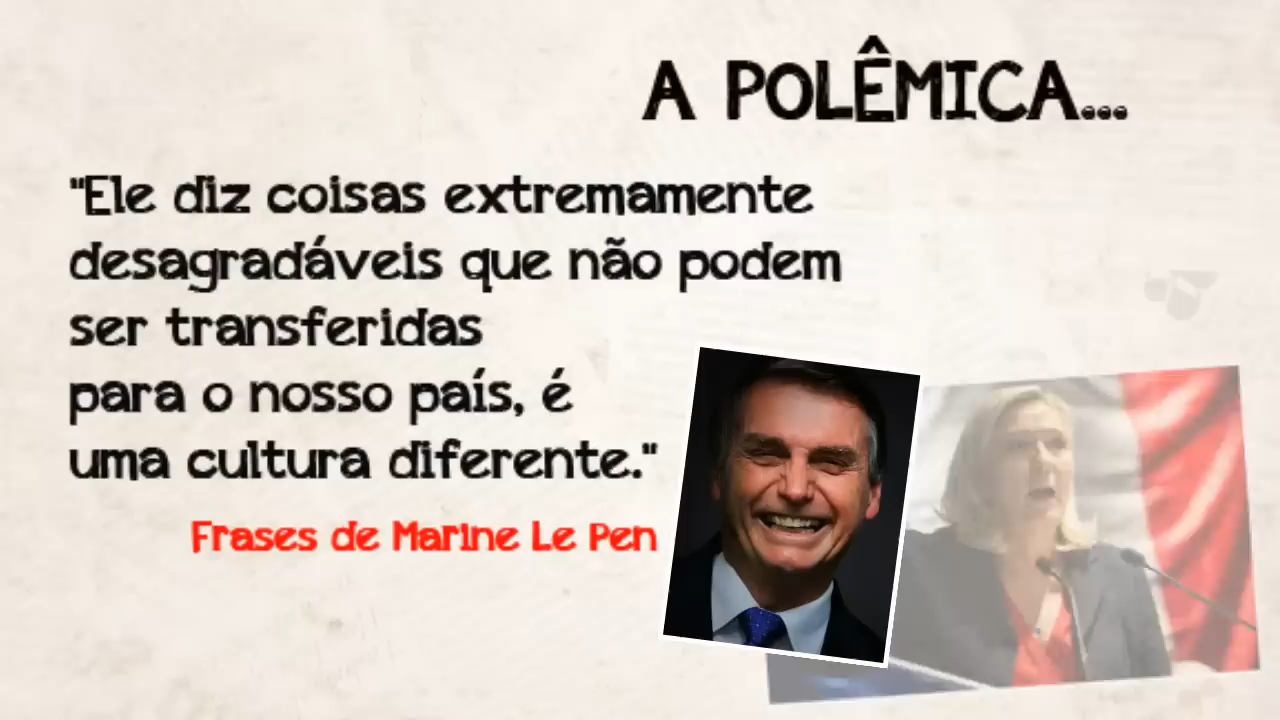 A POLÊMICA...
"Ele diz coisas extremamente
desagradáveis que não podem
ser transferidas
para o nosso país, é
uma cultura diferente."
Frases de Marine Le Pen